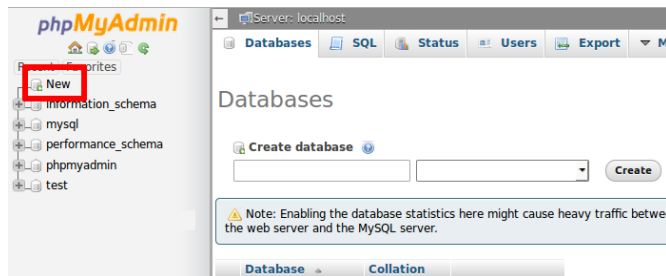 phpMyAdmin
Server: localhost
Databases SQL Status Users Export M
Recent Favorites
New
information_schema
mysql
performance_schema
phpmyadmin
test
Databases
Create database
Create
Note: Enabling the database statistics here might cause heavy traffic betwe
the web server and the MySQL server.
Database Collation